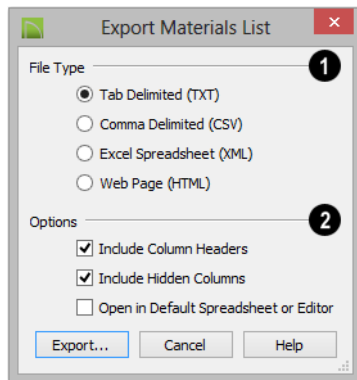 Export Materials List
File Type
1
Tab Delimited (TXT)
Comma Delimited (CSV)
Excel Spreadsheet (XML)
Web Page (HTML)
Options
2
Include Column Headers
Include Hidden Columns
Open in Default Spreadsheet or Editor
Export... Cancel Help